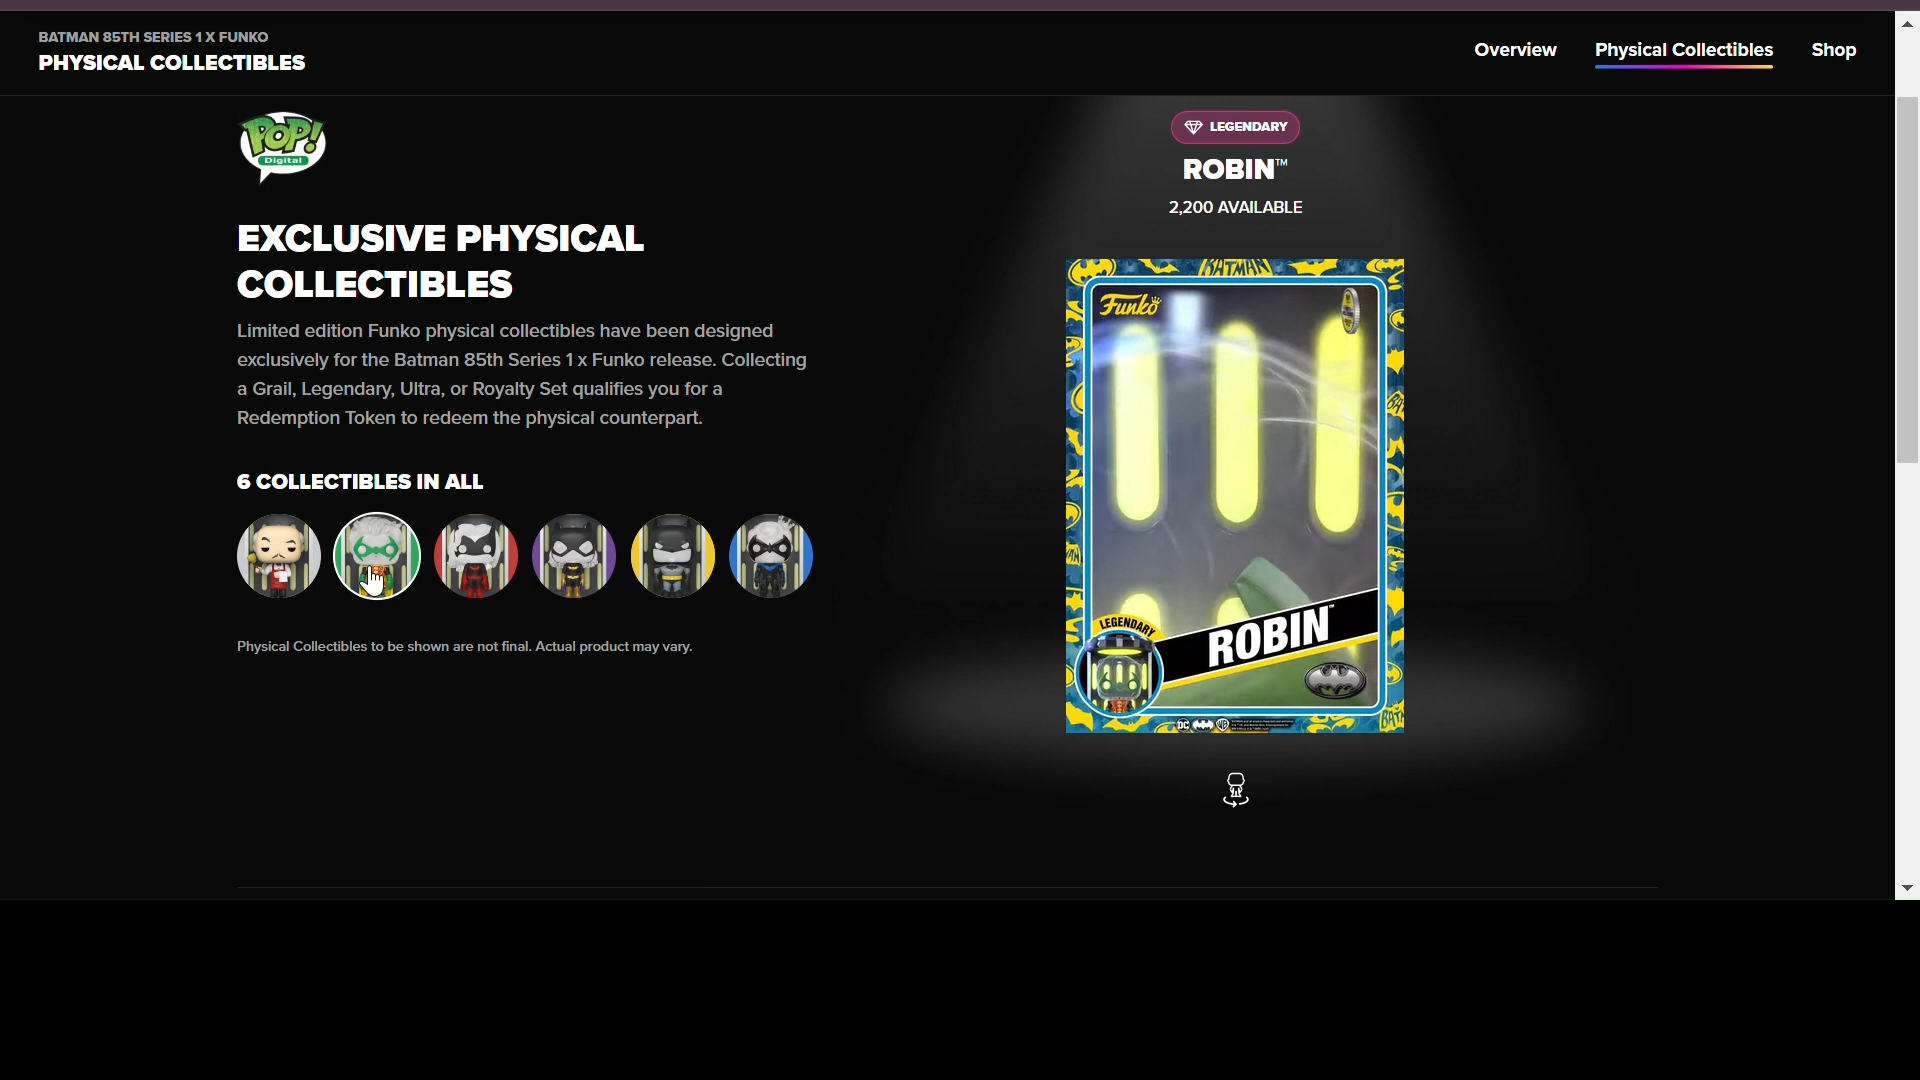 BATMAN 85TH SERIES 1 X FUNKO
PHYSICAL COLLECTIBLES
Overview
Physical Collectibles
Shop
POP!
Digital
EXCLUSIVE PHYSICAL
COLLECTIBLES
Limited edition Funko physical collectibles have been designed
exclusively for the Batman 85th Series 1 x Funko release. Collecting
a Grail, Legendary, Ultra, or Royalty Set qualifies you for a
Redemption Token to redeem the physical counterpart.
6 COLLECTIBLES IN ALL
Physical Collectibles to be shown are not final. Actual product may vary.
LEGENDARY
ROBIN™
2,200 AVAILABLE
BATMAN
Funko
LEGENDARY
ROBIN™
DC
WB